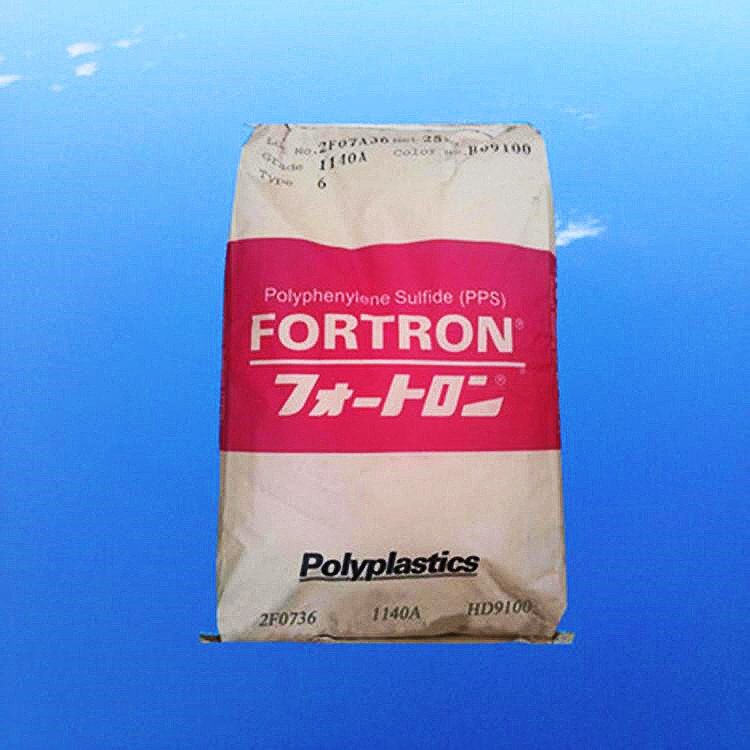 Lot No. 2F07A36 Net 25kg
Grade 1140A Color No. HD9100
Type 6
Polyphenylene Sulfide (PPS)
FORTRON®
フォートロン®
Polyplastics
2F0736 1140A HD9100